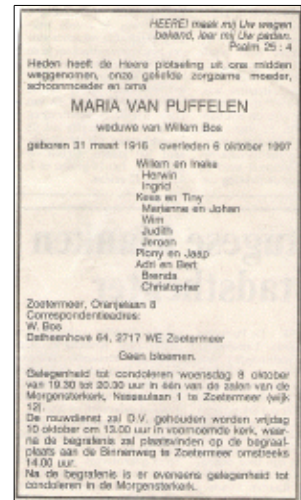 HEERE! maak mij Uw wegen
bekend, leer mij Uw paden.
Psalm 25 : 4
Heden heeft de Heere plotseling uit ons midden
weggenomen, onze geliefde zorgzame moeder,
schoonmoeder en oma
MARIA VAN PUFFELEN
weduwe van Willem Bos
geboren 31 maart 1916 overleden 6 oktober 1997
Willem en Ineke
Herwin
Ingrid
Kees en Tiny
Marianne en Johan
Wim
Judith
Jeroen
Plony en Jaap
Adri en Bert
Brenda
Christopher
Zoetermeer, Oranjelaan 8
Correspondentieadres:
W. Bos
64, 2717 WE Zoetermeer
Geen bloemen.
Gelegenheid tot condoleren woensdag 8 oktober
van 19.30 tot 20.30 uur in één van de zalen van de
Morgensterkerk, Nassaulaan 1 te Zoetermeer (wijk
12).
De rouwdienst zal D.V. gehouden worden vrijdag
10 oktober om 13.00 uur in voornoemde kerk, waar-
na de begrafenis zal plaatsvinden op de begraaf-
plaats aan de Binnenweg te Zoetermeer omstreeks
14.00 uur.
Na de begrafenis is er eveneens gelegenheid tot
condoleren in de Morgensterkerk.